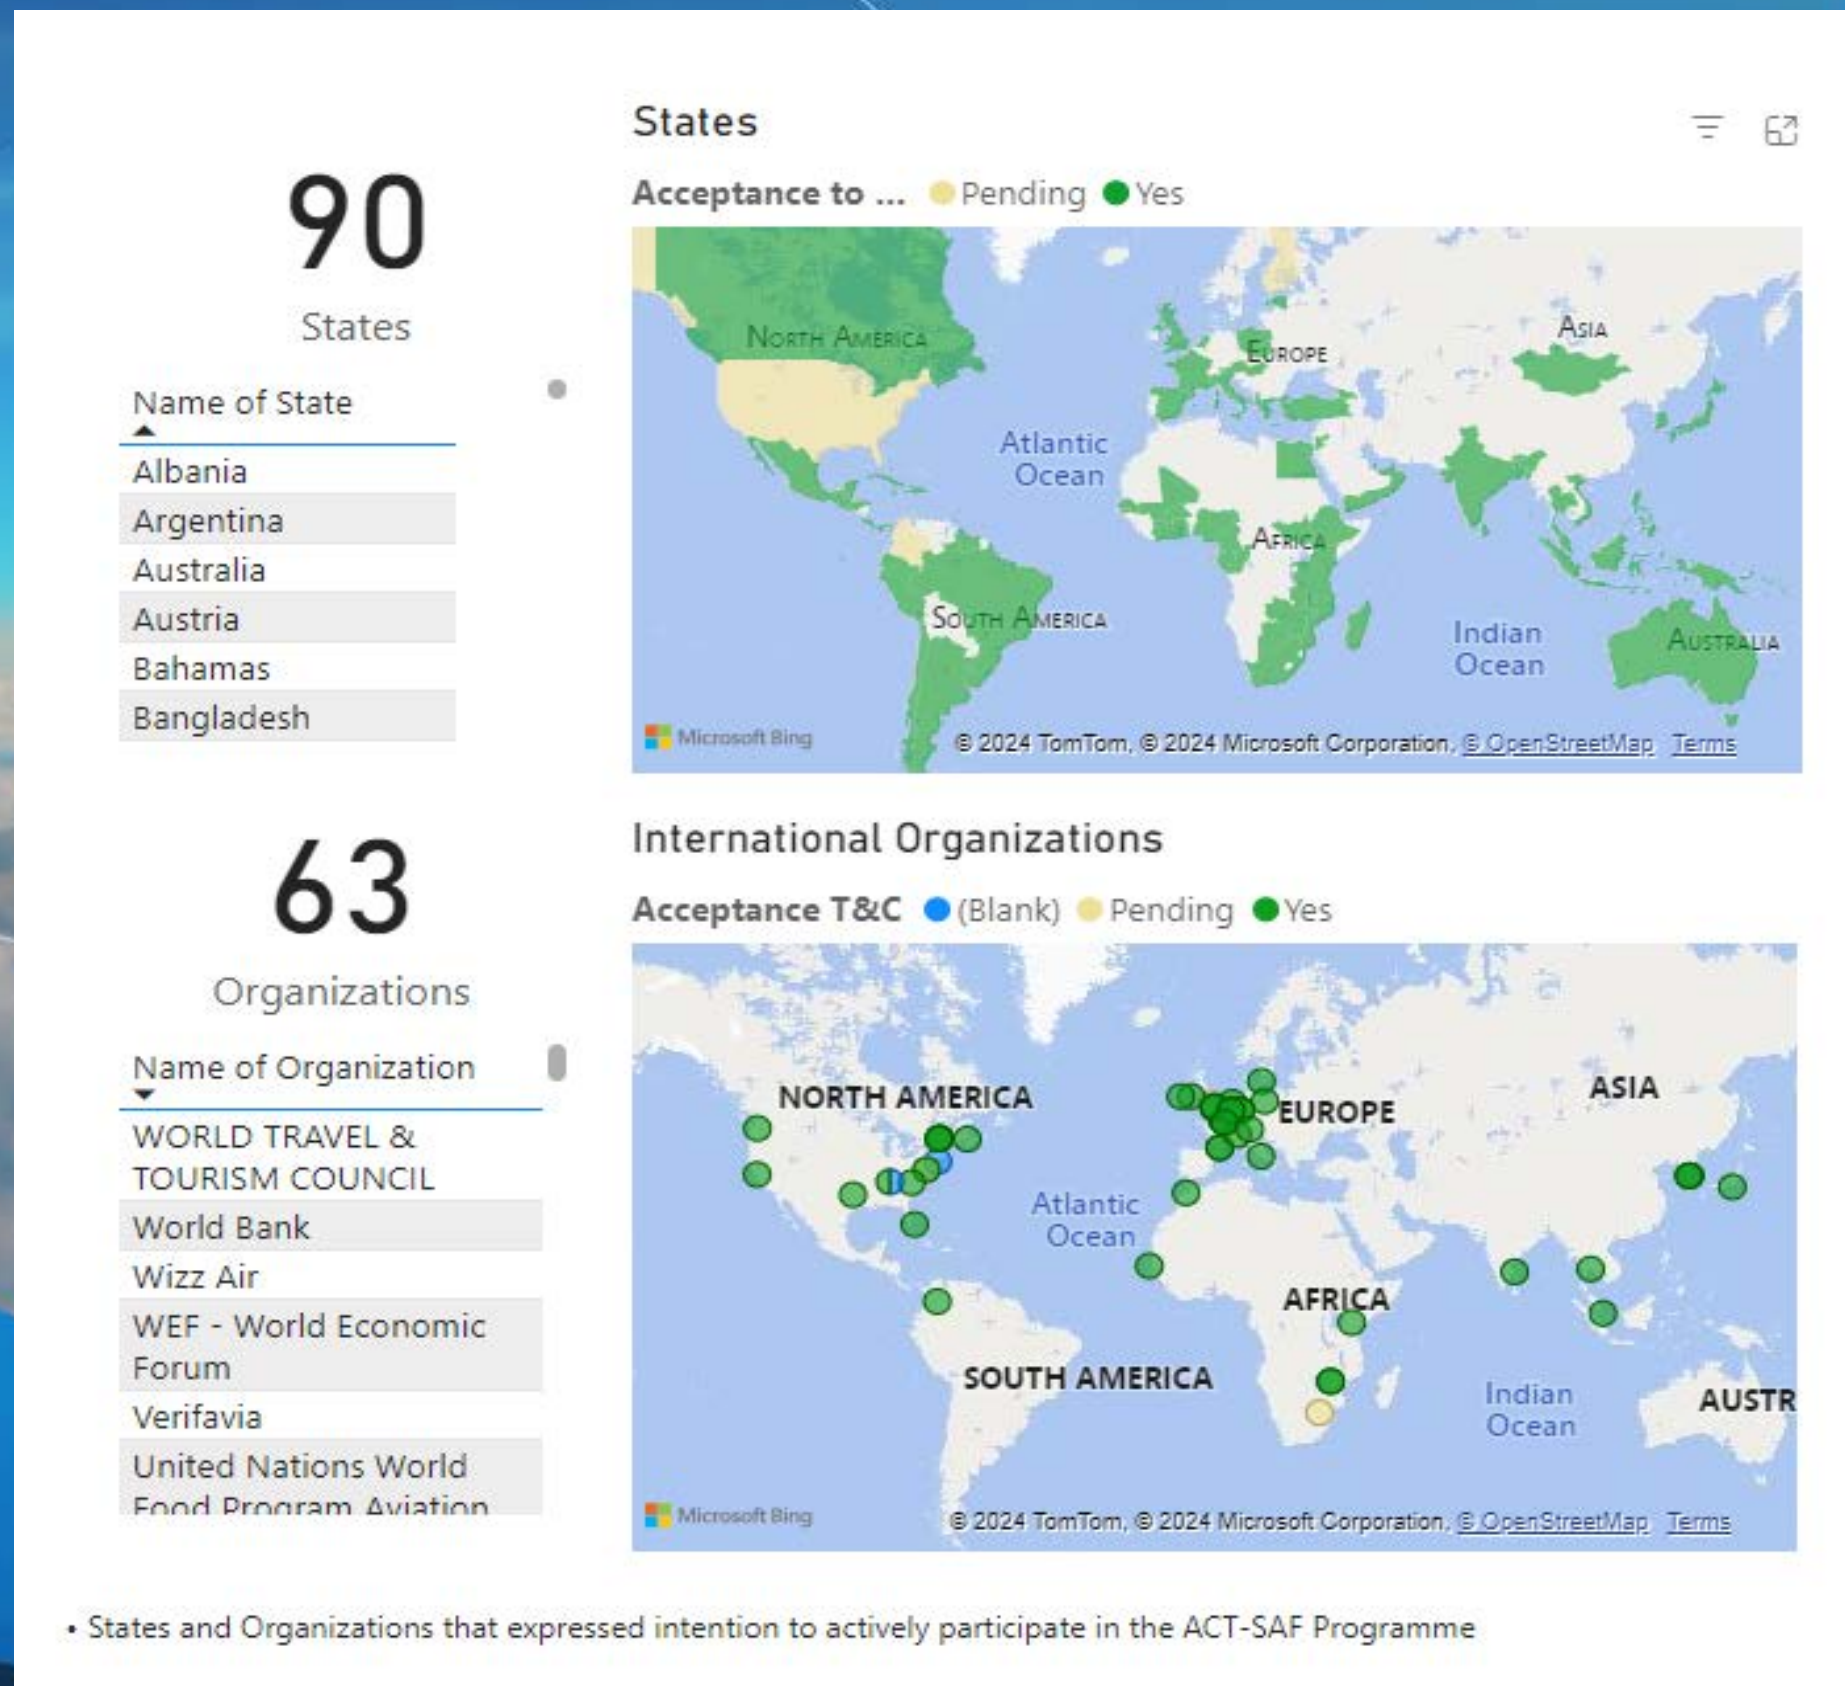 90
States
Name of State
Albania
Argentina
Australia
Austria
Bahamas
Bangladesh
States
Acceptance to ... Pending Yes
NORTH AMERICA
EUROPE
ASIA
Atlantic
Ocean
AFRICA
SOUTH AMERICA
Indian
Ocean
AUSTRALIA
Microsoft Bing
© 2024 TomTom, © 2024 Microsoft Corporation, © OpenStreetMap Terms
63
Organizations
Name of Organization
WORLD TRAVEL &
TOURISM COUNCIL
World Bank
Wizz Air
WEF - World Economic
Forum
Verifavia
United Nations World
Food Program Aviation
International Organizations
Acceptance T&C (Blank) Pending Yes
NORTH AMERICA
EUROPE
ASIA
Atlantic
Ocean
AFRICA
SOUTH AMERICA
Indian
Ocean
AUSTR
Microsoft Bing
© 2024 TomTom, © 2024 Microsoft Corporation, © OpenStreetMap Terms
• States and Organizations that expressed intention to actively participate in the ACT-SAF Programme